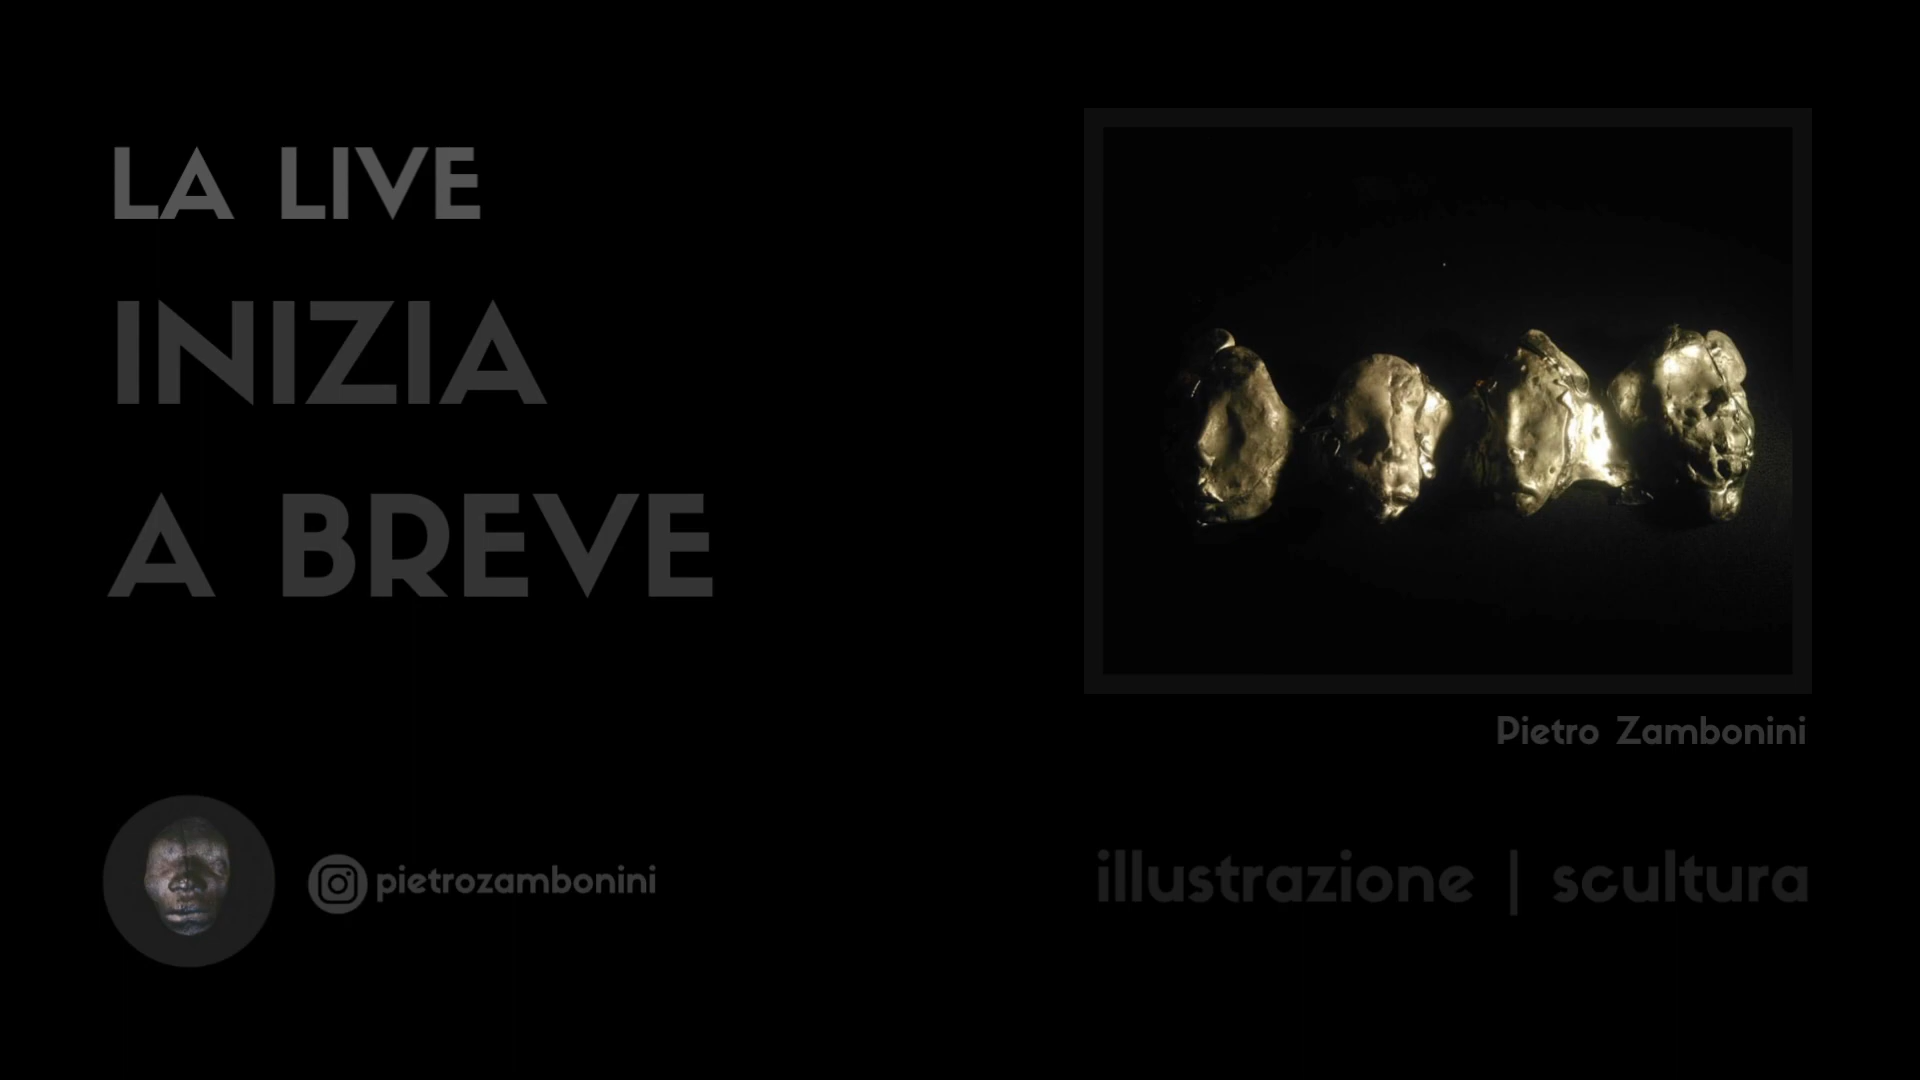 LA LIVE
INIZIA
A BREVE
Pietro Zambonini
pietrozambonini
illustrazione | scultura